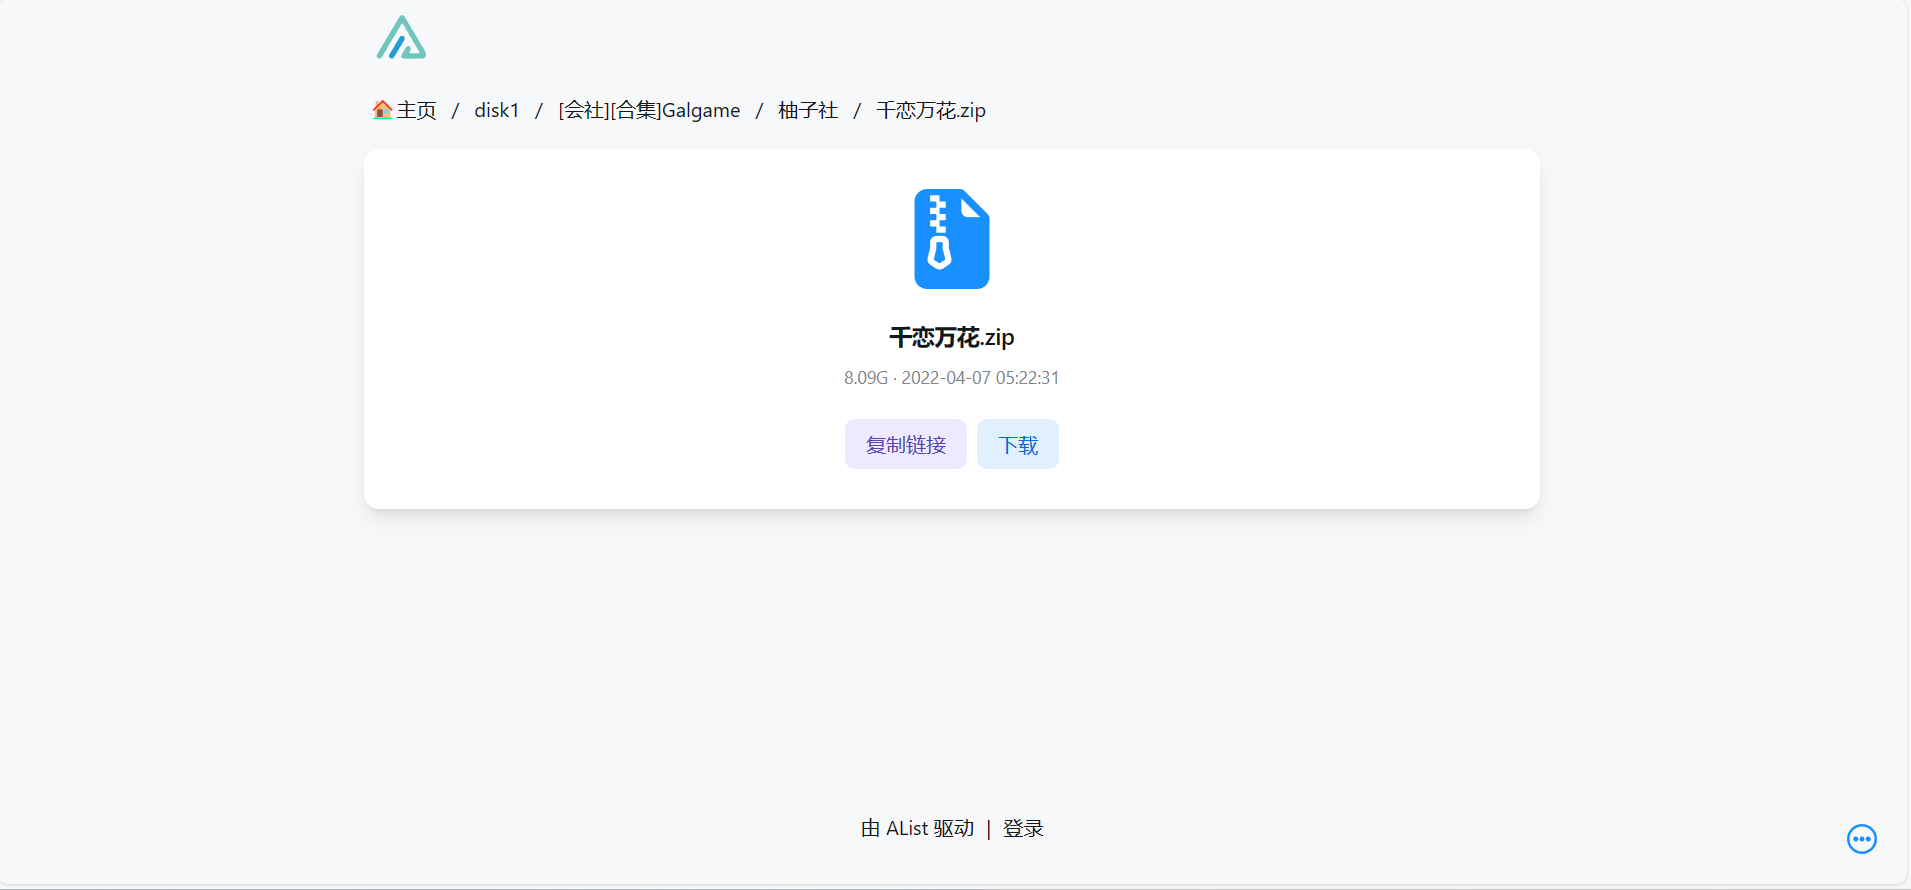 主页 / disk1 / [会社][合集]Galgame / 柚子社 / 千恋万花.zip
千恋万花.zip
8.09G · 2022-04-07 05:22:31
复制链接 下载
由 AList 驱动 | 登录